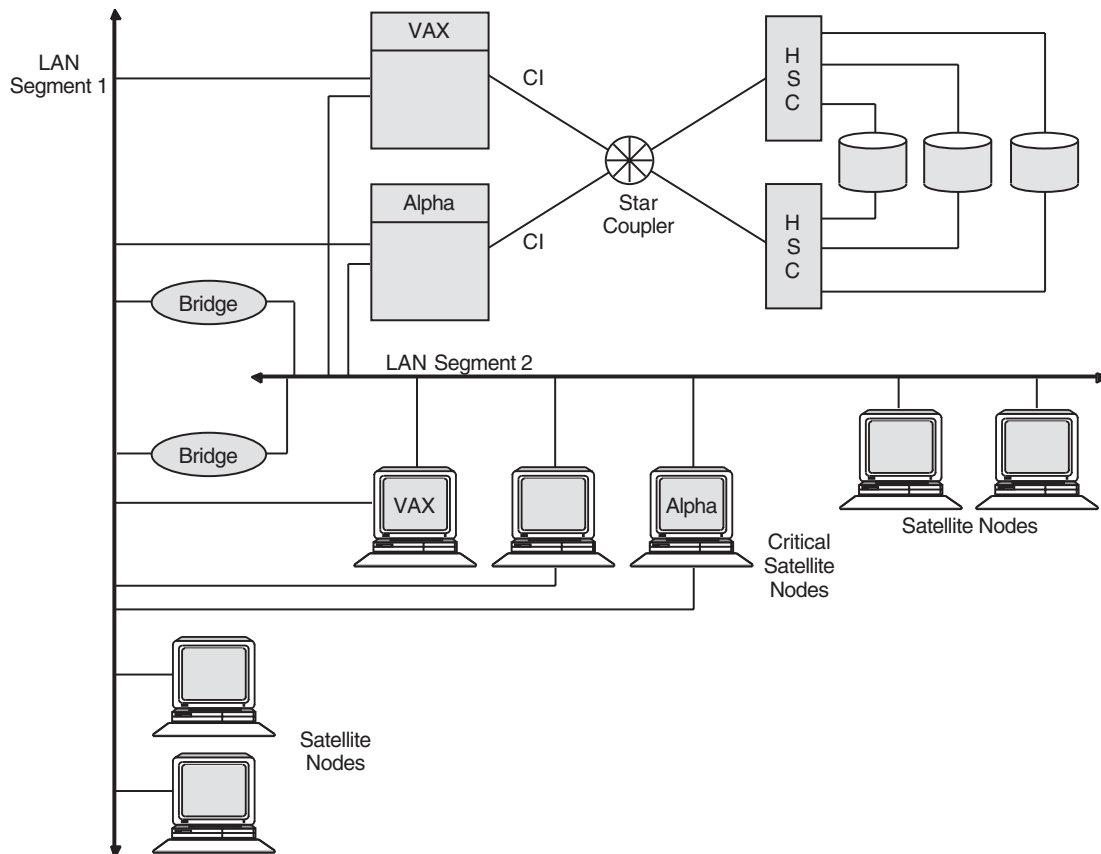 LAN
Segment 1
VAX
CI
H
S
C
Star
Coupler
Alpha
CI
H
S
C
Bridge
LAN Segment 2
Bridge
VAX
Alpha
Critical
Satellite
Nodes
Satellite Nodes
Satellite
Nodes